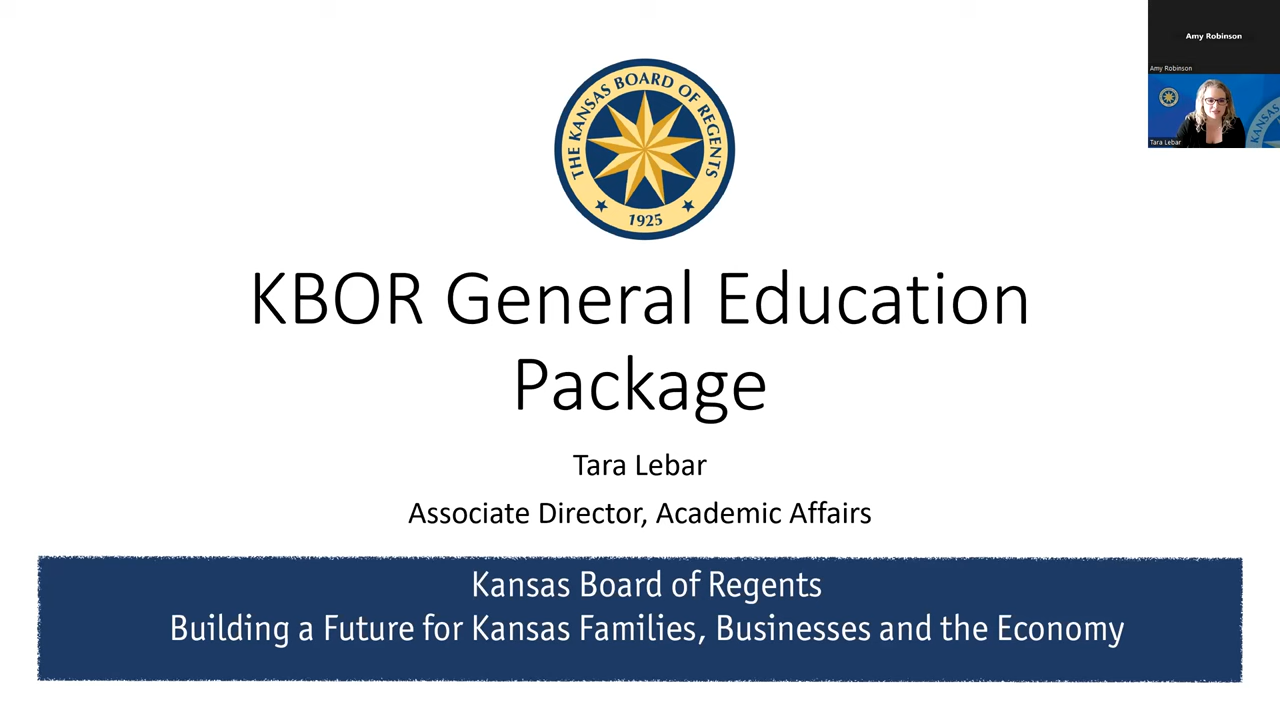 Amy Robinson
Amy Robinson
Tara Lebar
THE KANSAS BOARD OF REGENTS
1925
KBOR General Education
Package
Tara Lebar
Associate Director, Academic Affairs
Kansas Board of Regents
Building a Future for Kansas Families, Businesses and the Economy
KANSAS